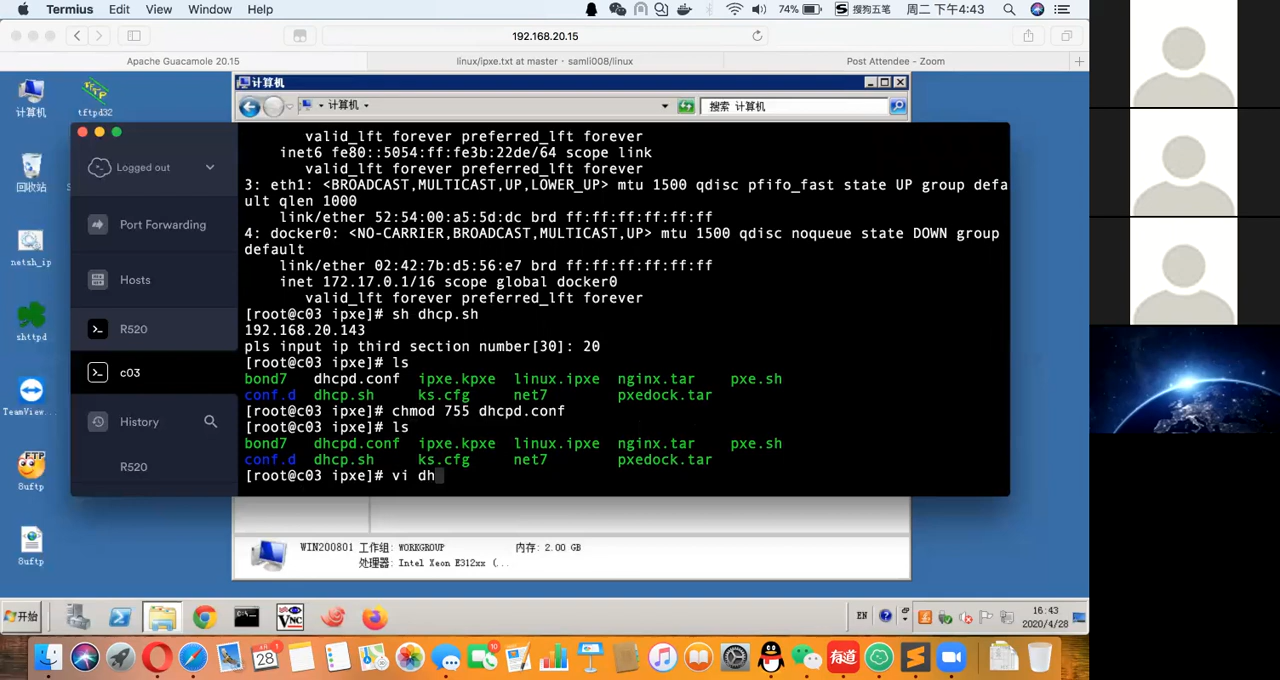 Termius Edit View Window Help
74% 搜狗五笔 周二 下午4:43
192.168.20.15
Apache Guacamole 20.15
linux/ipxe.txt at master · samli008/linux
Post Attendee - Zoom
计算机
tftpd32
回收站
netsh_ip
shttpd
TeamView...
8uftp
8uftp
计算机
计算机
搜索 计算机
Logged out
Port Forwarding
Hosts
R520
c03
History
R520
valid_lft forever preferred_lft forever
inet6 fe80::5054:ff:fe3b:22de/64 scope link
valid_lft forever preferred_lft forever
3: eth1: <BROADCAST,MULTICAST,UP,LOWER_UP> mtu 1500 qdisc pfifo_fast state UP group defa
ult qlen 1000
link/ether 52:54:00:a5:5d:dc brd ff:ff:ff:ff:ff:ff
4: docker0: <NO-CARRIER,BROADCAST,MULTICAST,UP> mtu 1500 qdisc noqueue state DOWN group
default
link/ether 02:42:7b:d5:56:e7 brd ff:ff:ff:ff:ff:ff
inet 172.17.0.1/16 scope global docker0
valid_lft forever preferred_lft forever
[root@c03 ipxe]# sh dhcp.sh
192.168.20.143
pls input ip third section number[30]: 20
[root@c03 ipxe]# ls
bond7 dhcpd.conf ipxe.kpxe linux.ipxe nginx.tar pxe.sh
conf.d dhcp.sh ks.cfg net7 pxedock.tar
[root@c03 ipxe]# chmod 755 dhcpd.conf
[root@c03 ipxe]# ls
bond7 dhcpd.conf ipxe.kpxe linux.ipxe nginx.tar pxe.sh
conf.d dhcp.sh ks.cfg net7 pxedock.tar
[root@c03 ipxe]# vi dh
WIN200801 工作组: WORKGROUP 内存: 2.00 GB
处理器: Intel Xeon E312xx (...
开始
EN
16:43
2020/4/28
28
10
有道